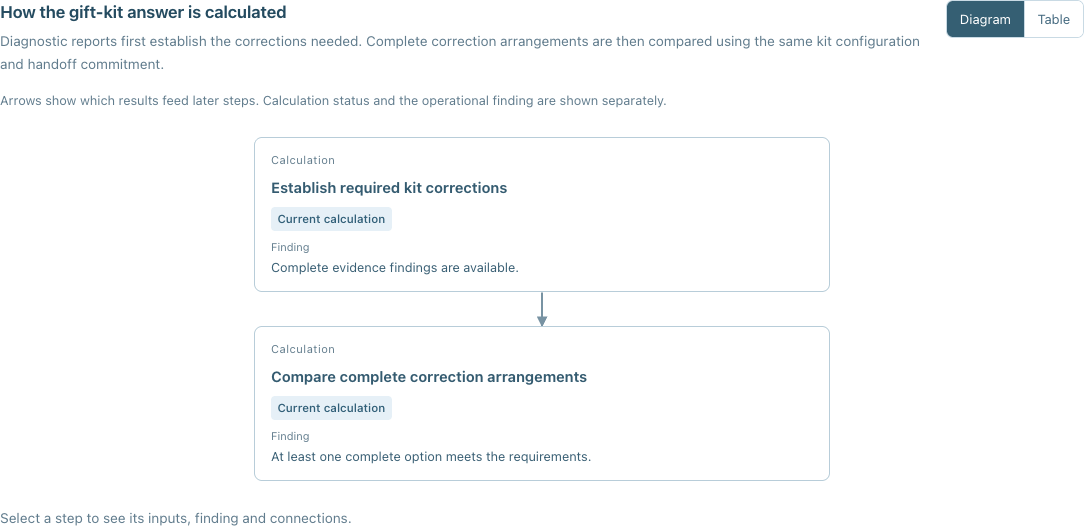 How the gift-kit answer is calculated
Diagram
Table
Diagnostic reports first establish the corrections needed. Complete correction arrangements are then compared using the same kit configuration
and handoff commitment.
Arrows show which results feed later steps. Calculation status and the operational finding are shown separately.
Calculation
Establish required kit corrections
Current calculation
Finding
Complete evidence findings are available.
Calculation
Compare complete correction arrangements
Current calculation
Finding
At least one complete option meets the requirements.
Select a step to see its inputs, finding and connections.